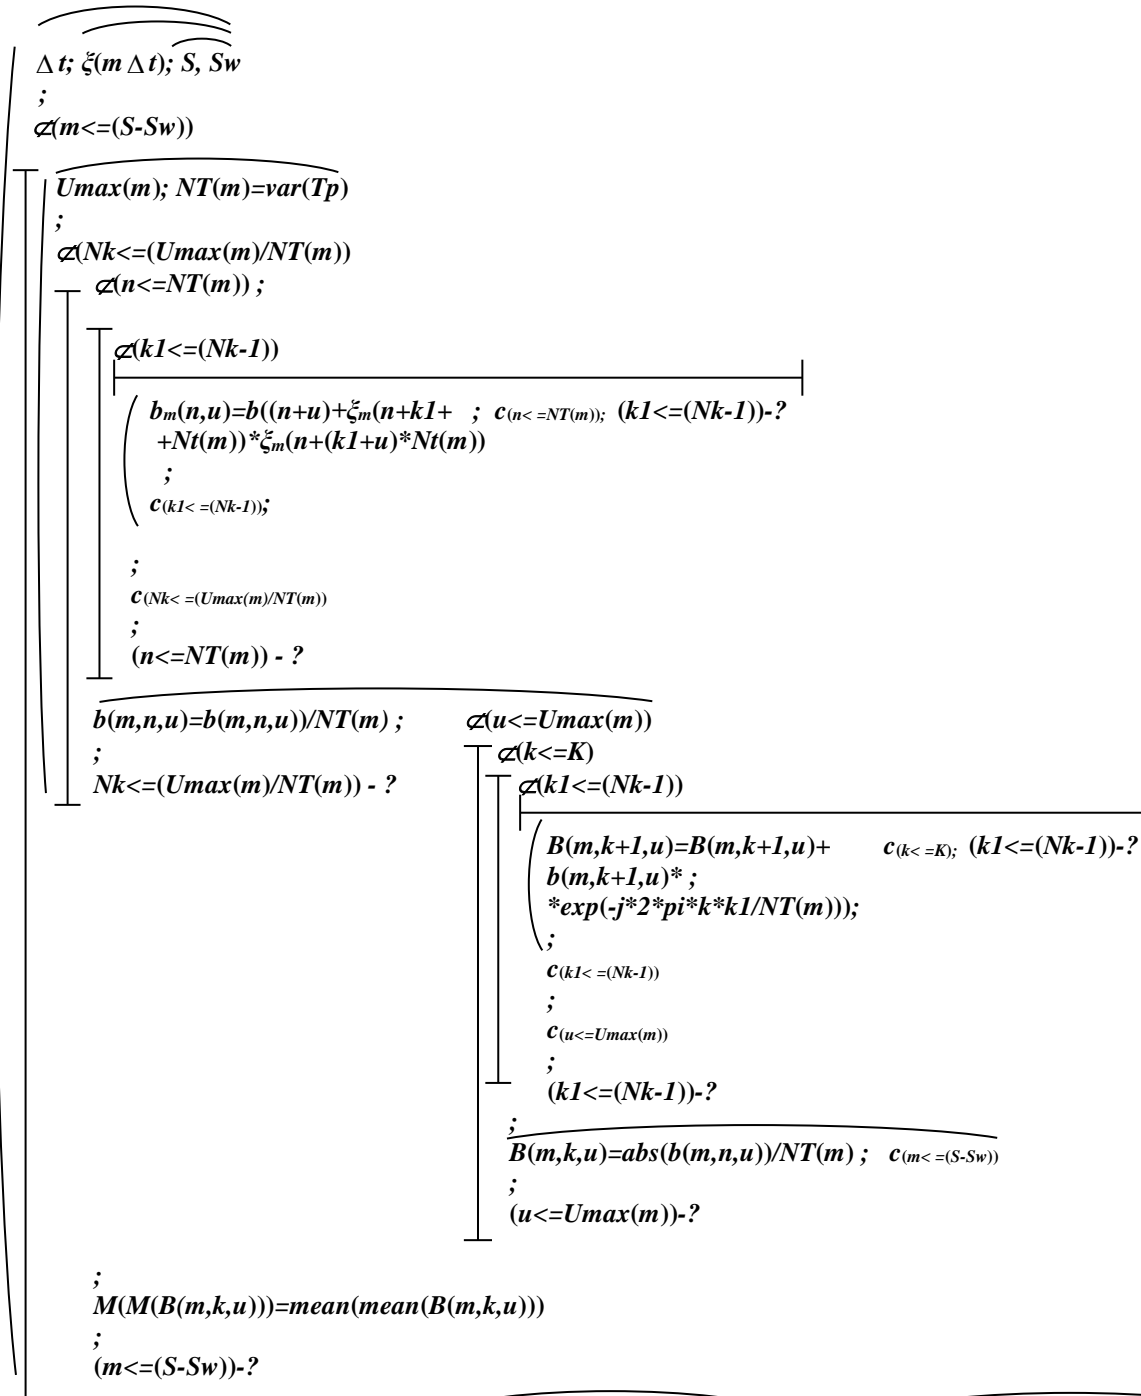 Δ t; ξ(m Δ t); S, Sw
;
⊄(m<=(S-Sw))
Umax(m); NT(m)=var(Tp)
;
⊄(Nk<=(Umax(m)/NT(m))
⊄(n<=NT(m)) ;
⊄(k1<=(Nk-1))
bm(n,u)=b((n+u)+ξm(n+k1+ ; c(n< =NT(m)); (k1<=(Nk-1))-?
+Nt(m))*ξm(n+(k1+u)*Nt(m))
;
c(k1< =(Nk-1));
;
c(Nk< =(Umax(m)/NT(m))
;
(n<=NT(m)) - ?
b(m,n,u)=b(m,n,u))/NT(m) ; ⊄(u<=Umax(m))
; ⊄(k<=K)
Nk<=(Umax(m)/NT(m)) - ? ⊄(k1<=(Nk-1))
B(m,k+1,u)=B(m,k+1,u)+ c(k< =K); (k1<=(Nk-1))-?
b(m,k+1,u)* ;
*exp(-j*2*pi*k*k1/NT(m)));
;
c(k1< =(Nk-1))
;
c(u<=Umax(m))
;
(k1<=(Nk-1))-?
;
B(m,k,u)=abs(b(m,n,u))/NT(m) ; c(m< =(S-Sw))
;
(u<=Umax(m))-?
;
M(M(B(m,k,u)))=mean(mean(B(m,k,u)))
;
(m<=(S-Sw))-?